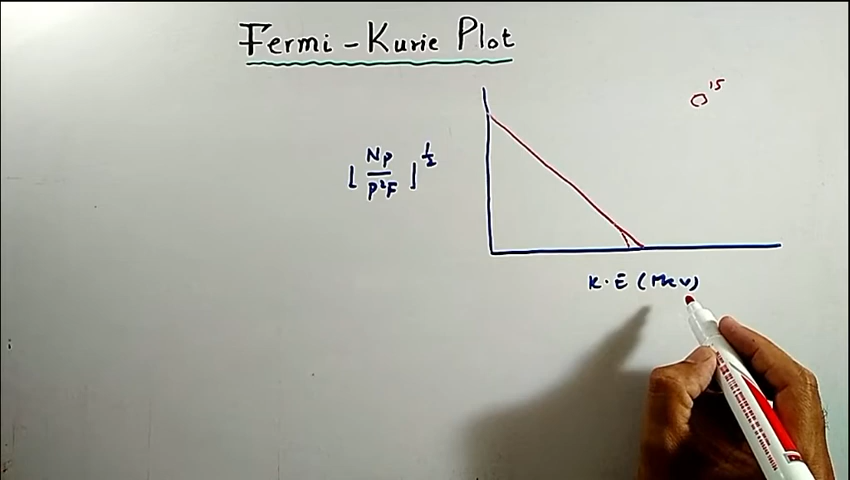 Fermi - Kurie Plot
O¹⁵
[Np/p²F]^½
K.E (MeV)